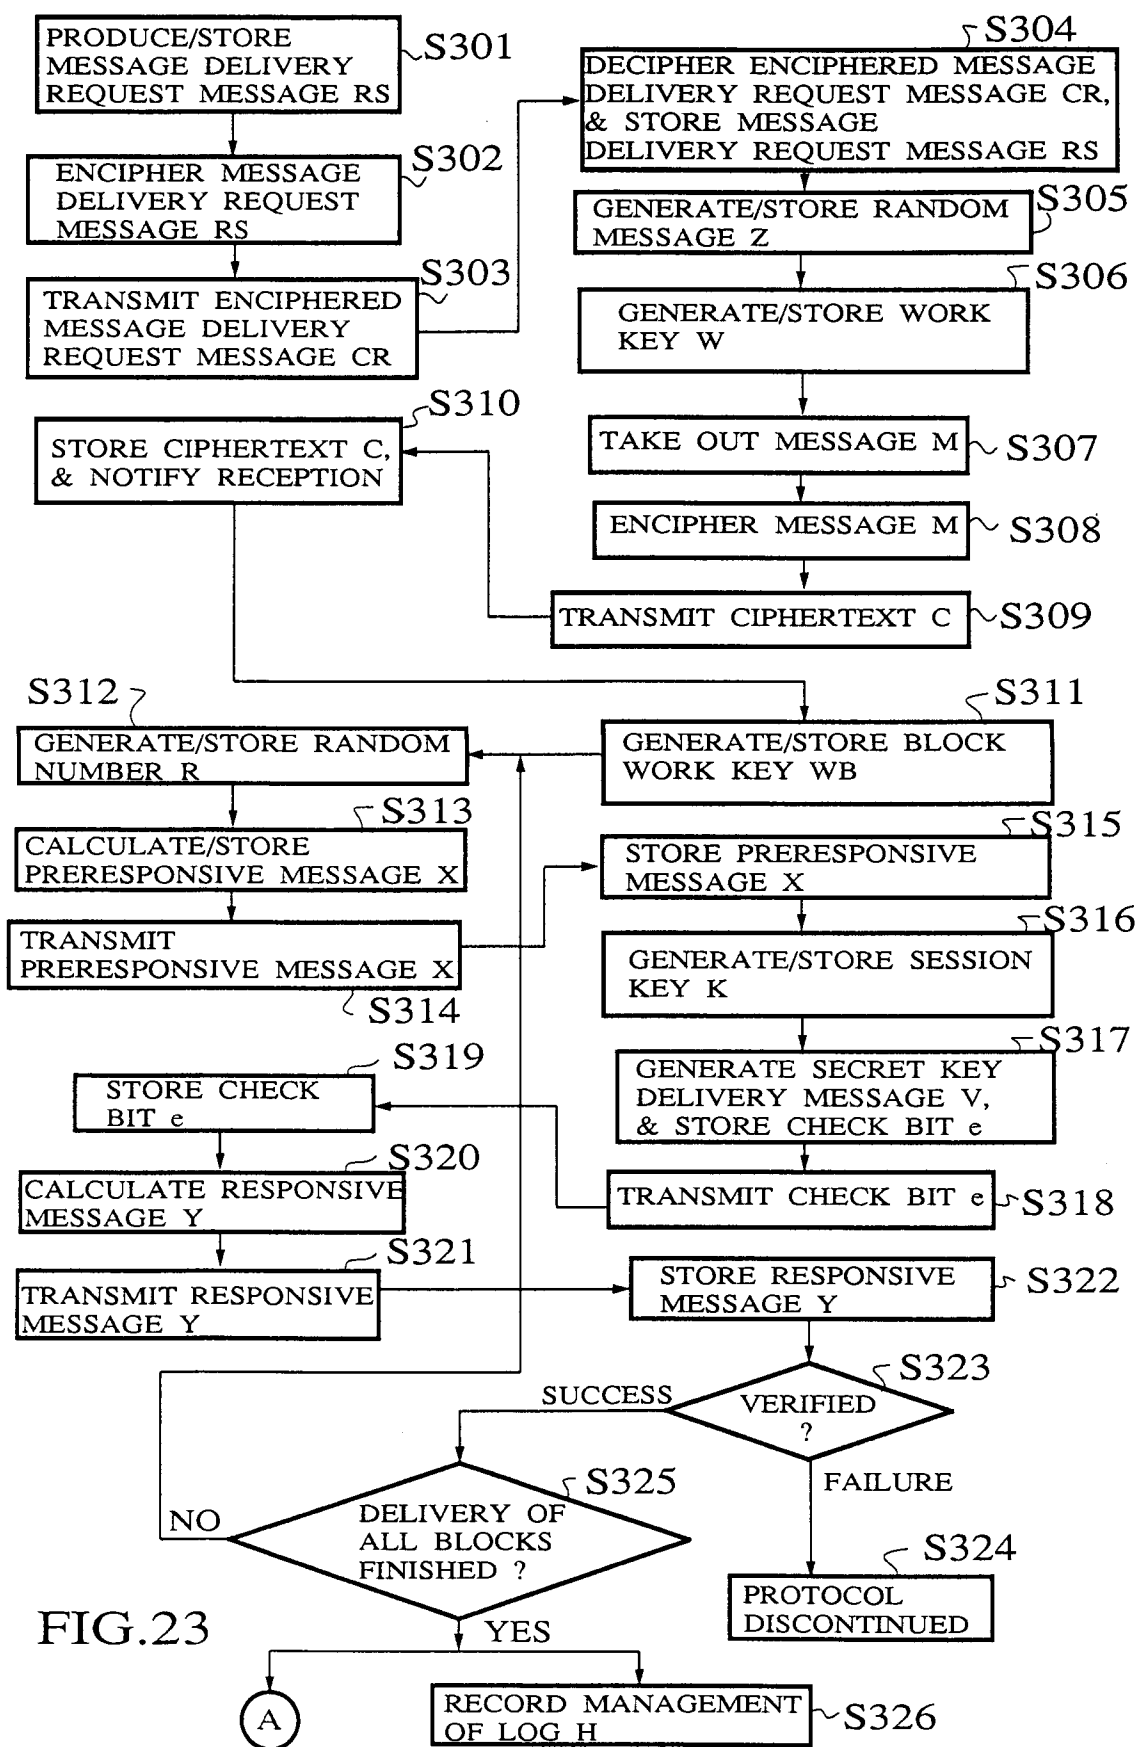 PRODUCE/STORE
MESSAGE DELIVERY
REQUEST MESSAGE RS
S301
ENCIPHER MESSAGE
DELIVERY REQUEST
MESSAGE RS
S302
TRANSMIT ENCIPHERED
MESSAGE DELIVERY
REQUEST MESSAGE CR
S303
S304
DECIPHER ENCIPHERED MESSAGE
DELIVERY REQUEST MESSAGE CR,
& STORE MESSAGE
DELIVERY REQUEST MESSAGE RS
S305
GENERATE/STORE RANDOM
MESSAGE Z
S306
GENERATE/STORE WORK
KEY W
TAKE OUT MESSAGE M
S307
ENCIPHER MESSAGE M
S308
TRANSMIT CIPHERTEXT C
S309
S310
STORE CIPHERTEXT C,
& NOTIFY RECEPTION
S311
GENERATE/STORE BLOCK
WORK KEY WB
S312
GENERATE/STORE RANDOM
NUMBER R
S313
CALCULATE/STORE
PRERESPONSIVE MESSAGE X
TRANSMIT
PRERESPONSIVE MESSAGE X
S314
S315
STORE PRERESPONSIVE
MESSAGE X
S316
GENERATE/STORE SESSION
KEY K
S317
GENERATE SECRET KEY
DELIVERY MESSAGE V,
& STORE CHECK BIT e
TRANSMIT CHECK BIT e
S318
S319
STORE CHECK
BIT e
S320
CALCULATE RESPONSIVE
MESSAGE Y
S321
TRANSMIT RESPONSIVE
MESSAGE Y
STORE RESPONSIVE
MESSAGE Y
S322
S323
VERIFIED
?
SUCCESS
FAILURE
S324
PROTOCOL
DISCONTINUED
S325
DELIVERY OF
ALL BLOCKS
FINISHED ?
NO
YES
A
RECORD MANAGEMENT
OF LOG H
S326
FIG.23